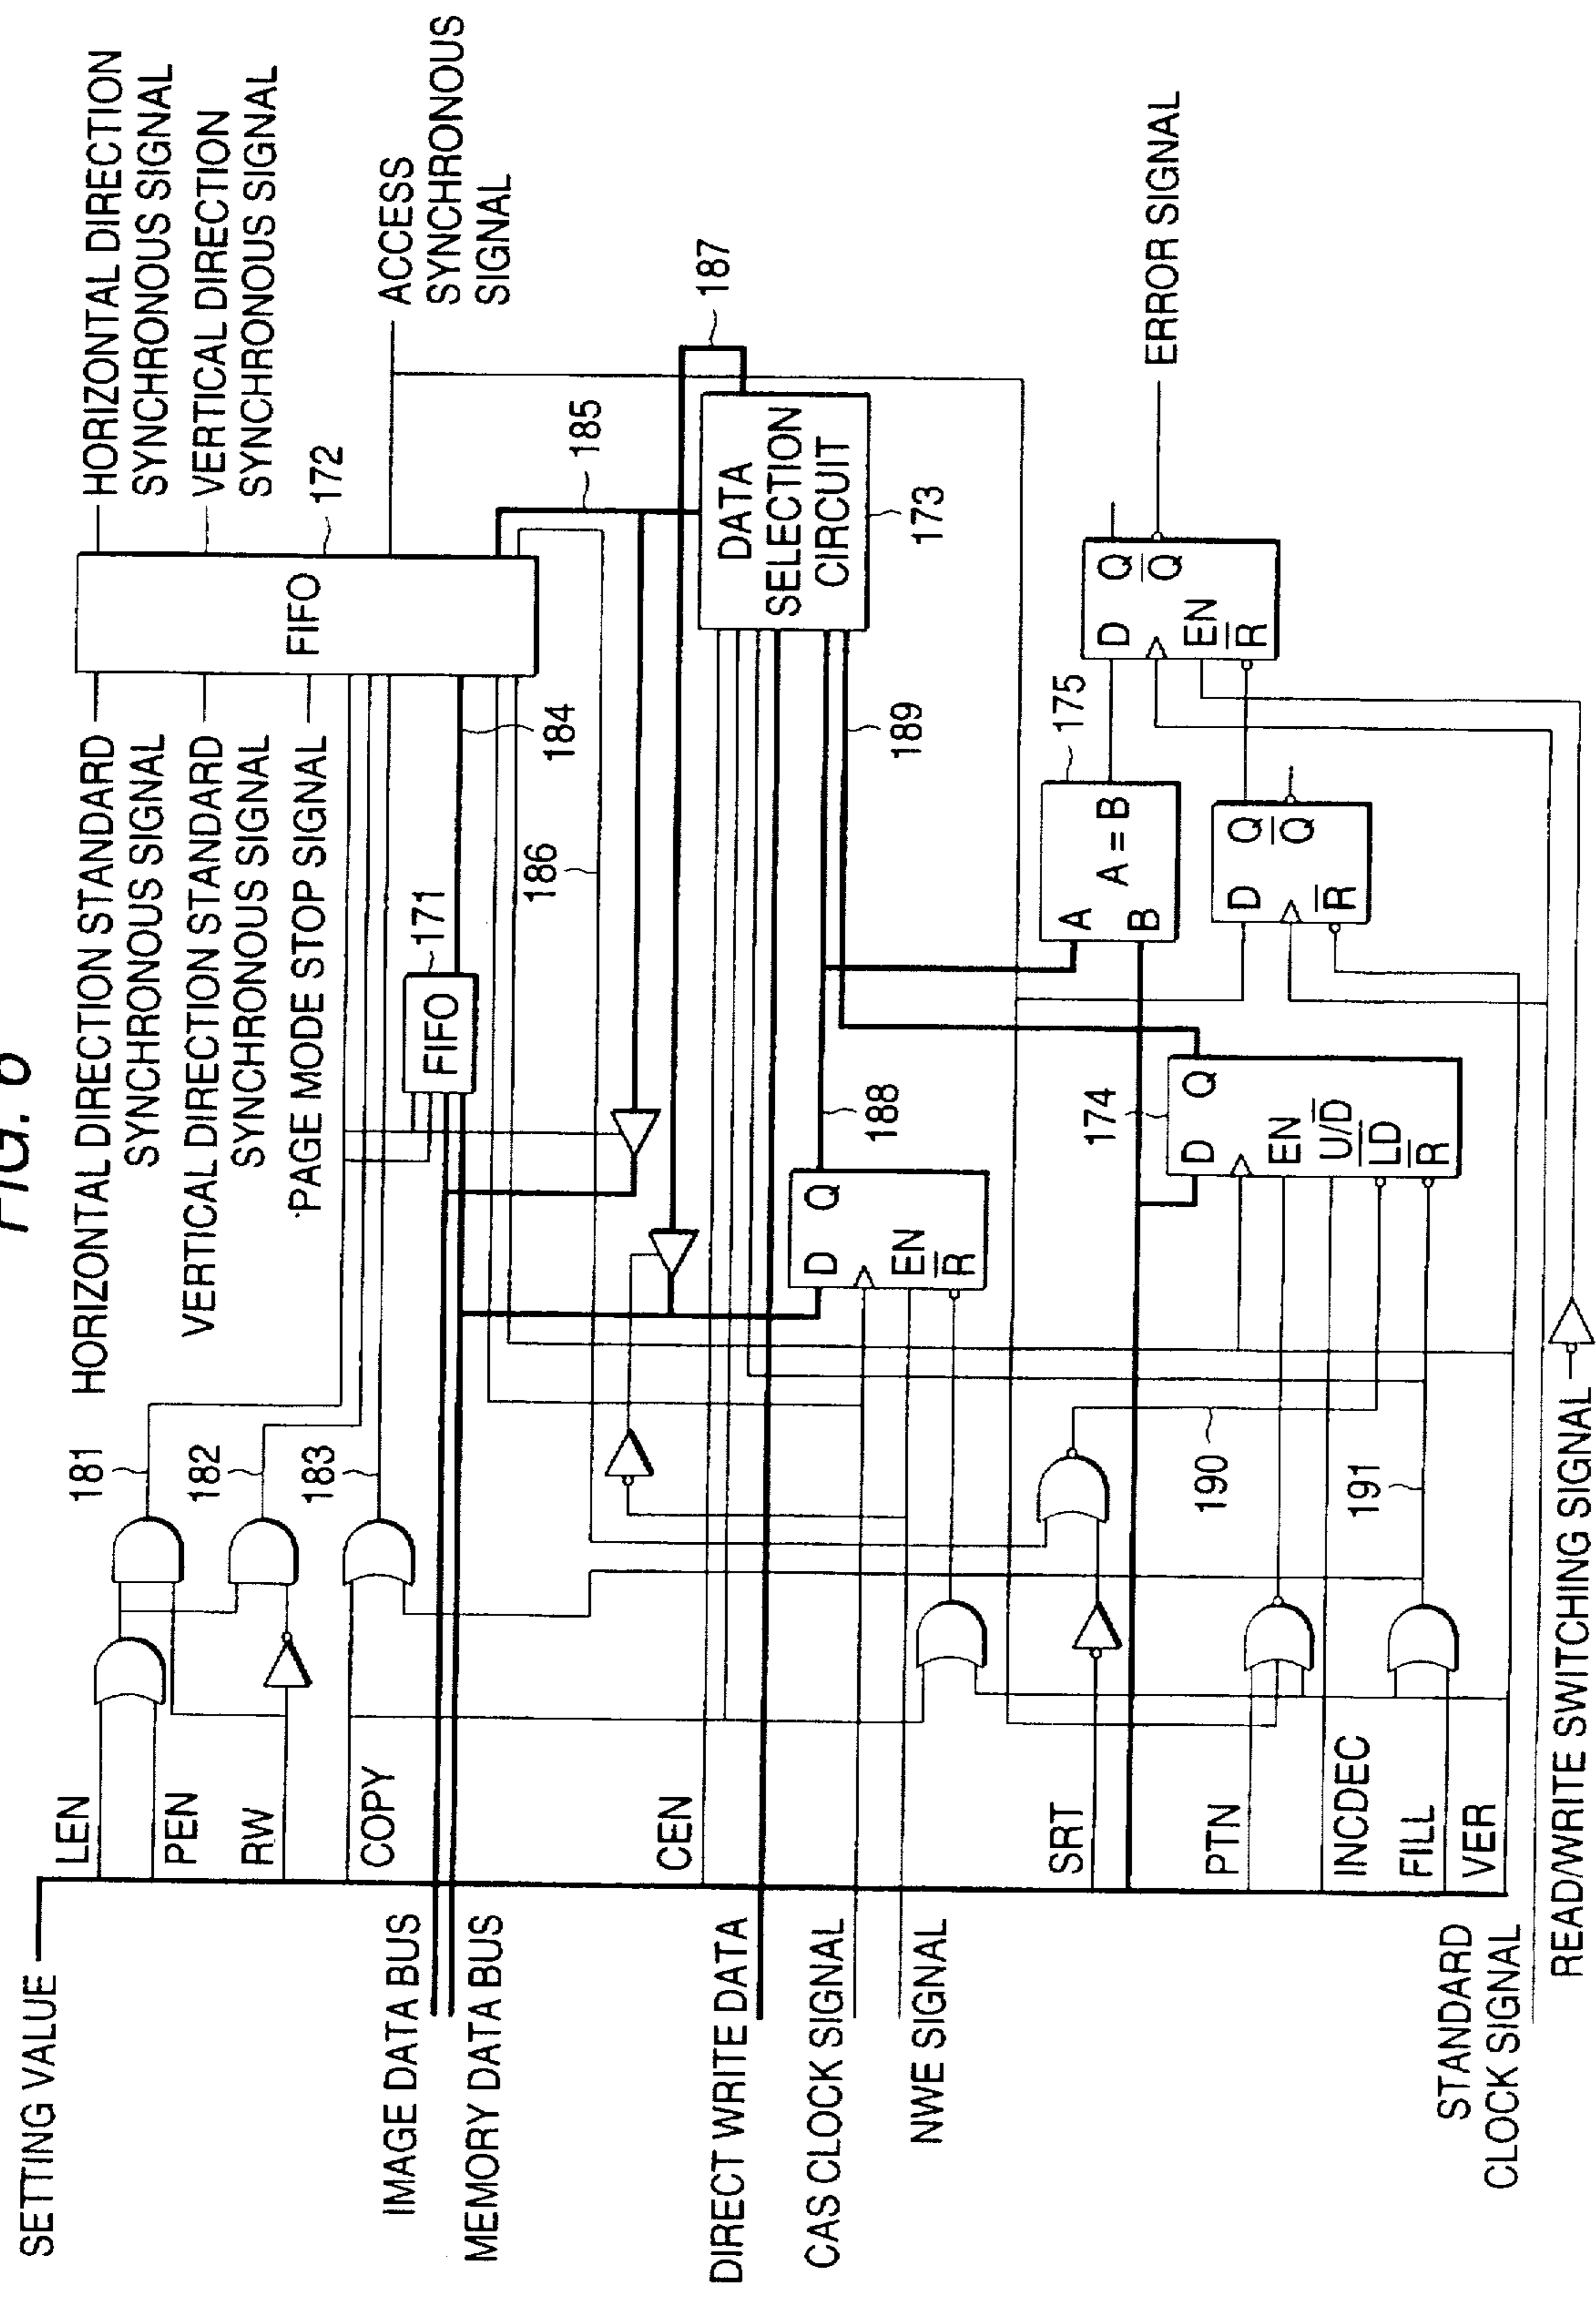 FIG. 6
SETTING VALUE
LEN
PEN
RW
COPY
IMAGE DATA BUS
MEMORY DATA BUS
CEN
DIRECT WRITE DATA
CAS CLOCK SIGNAL
NWE SIGNAL
SRT
PTN
INCDEC
FILL
VER
STANDARD
CLOCK SIGNAL
READ/WRITE SWITCHING SIGNAL
181
182
183
HORIZONTAL DIRECTION STANDARD
SYNCHRONOUS SIGNAL
VERTICAL DIRECTION STANDARD
SYNCHRONOUS SIGNAL
PAGE MODE STOP SIGNAL
FIFO
171
184
186
FIFO
172
HORIZONTAL DIRECTION
SYNCHRONOUS SIGNAL
VERTICAL DIRECTION
SYNCHRONOUS SIGNAL
ACCESS
SYNCHRONOUS
SIGNAL
185
187
DATA
SELECTION
CIRCUIT
173
188
189
D Q
EN
R̅
190
191
174
D Q
EN
U/D̅
L̅D̅
R̅
175
A
B
A = B
D Q
Q̅
R̅
D Q
Q̅
EN
R̅
ERROR SIGNAL